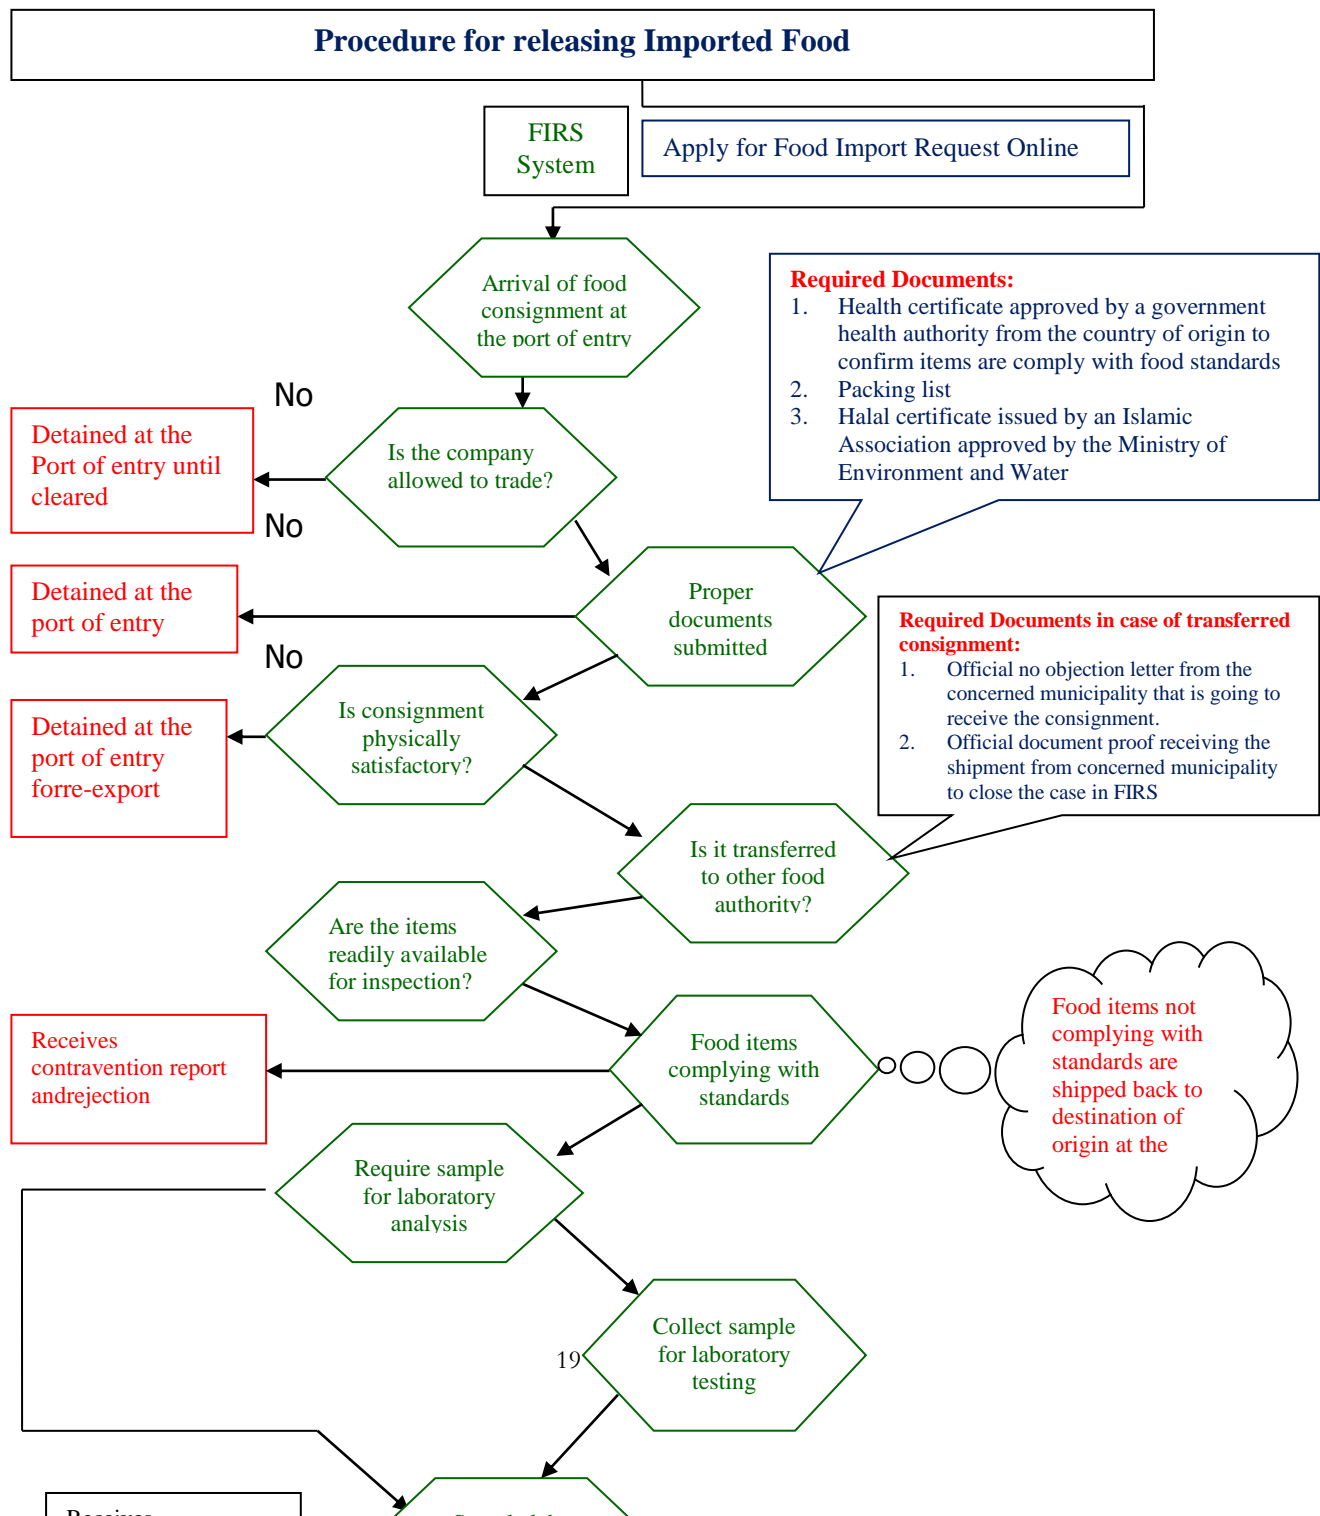 Procedure for releasing Imported Food
FIRS
System
Apply for Food Import Request Online
Arrival of food
consignment at
the port of entry
Required Documents:
1. Health certificate approved by a government
health authority from the country of origin to
confirm items are comply with food standards
2. Packing list
3. Halal certificate issued by an Islamic
Association approved by the Ministry of
Environment and Water
No
Detained at the
Port of entry until
cleared
Is the company
allowed to trade?
No
Detained at the
port of entry
Proper
documents
submitted
Required Documents in case of transferred
consignment:
1. Official no objection letter from the
concerned municipality that is going to
receive the consignment.
2. Official document proof receiving the
shipment from concerned municipality
to close the case in FIRS
No
Detained at the
port of entry
forre-export
Is consignment
physically
satisfactory?
Is it transferred
to other food
authority?
Are the items
readily available
for inspection?
Receives
contravention report
andrejection
Food items
complying with
standards
Food items not
complying with
standards are
shipped back to
destination of
origin at the
Require sample
for laboratory
analysis
Collect sample
for laboratory
testing
19
Receives